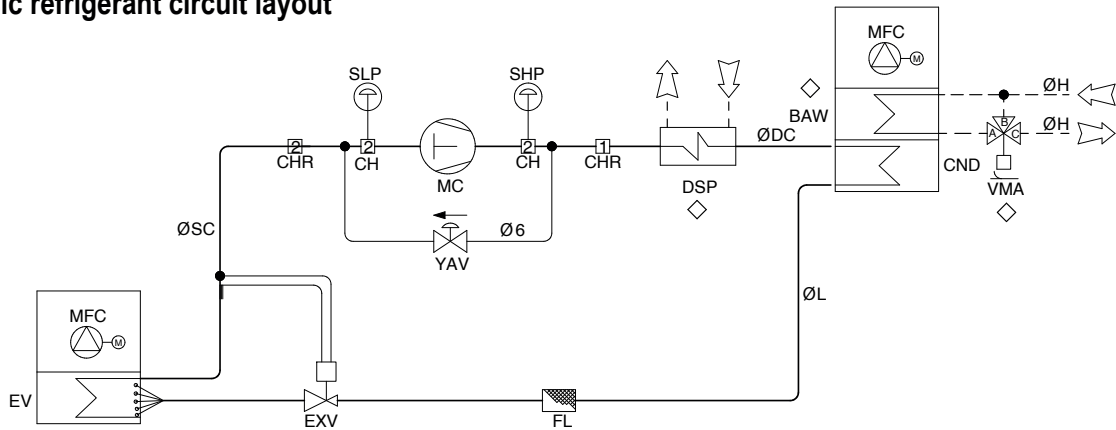 ic refrigerant circuit layout
MFC
M
SLP
SHP
BAW
ØH
ØH
B
A
C
2
CHR
2
CH
MC
2
CH
1
CHR
ØDC
DSP
CND
VMA
ØSC
Ø6
YAV
ØL
MFC
M
EV
EXV
FL